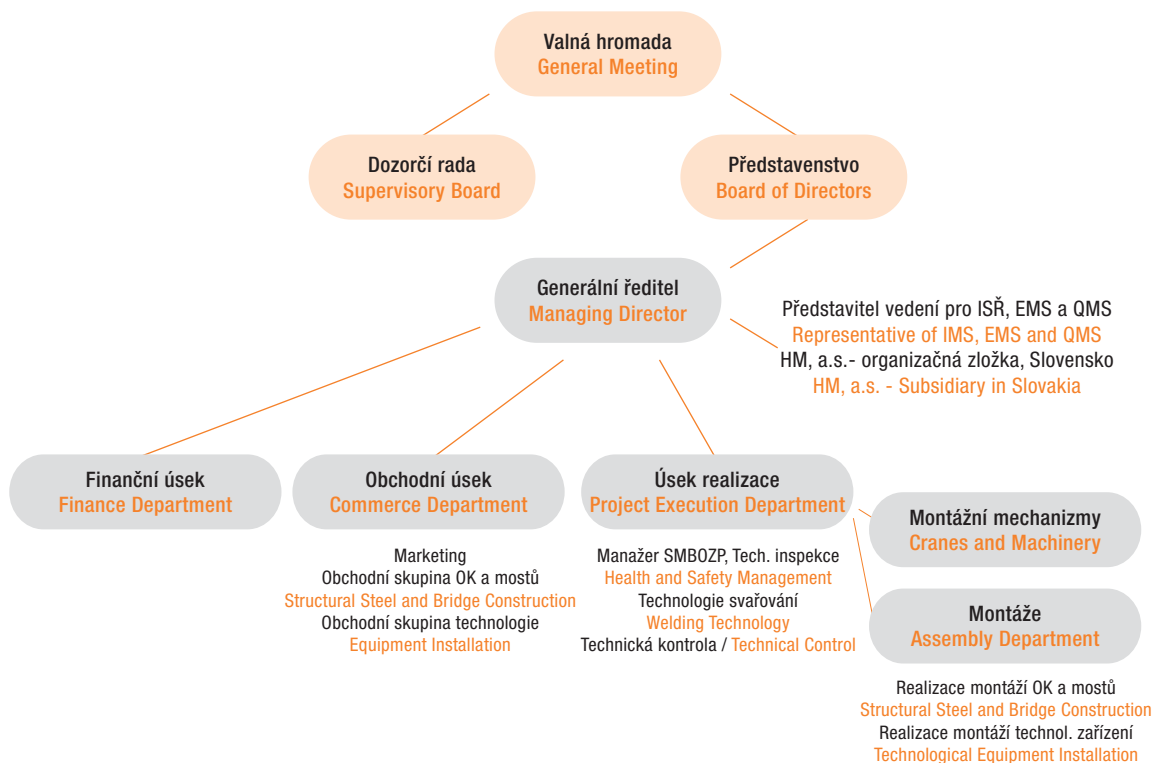 Valná hromada
General Meeting
Dozorčí rada
Supervisory Board
Představenstvo
Board of Directors
Generální ředitel
Managing Director
Představitel vedení pro ISŘ, EMS a QMS
Representative of IMS, EMS and QMS
HM, a.s.- organizačná zložka, Slovensko
HM, a.s. - Subsidiary in Slovakia
Finanční úsek
Finance Department
Obchodní úsek
Commerce Department
Marketing
Obchodní skupina OK a mostů
Structural Steel and Bridge Construction
Obchodní skupina technologie
Equipment Installation
Úsek realizace
Project Execution Department
Manažer SMBOZP, Tech. inspekce
Health and Safety Management
Technologie svařování
Welding Technology
Technická kontrola / Technical Control
Montážní mechanizmy
Cranes and Machinery
Montáže
Assembly Department
Realizace montáží OK a mostů
Structural Steel and Bridge Construction
Realizace montáží technol. zařízení
Technological Equipment Installation